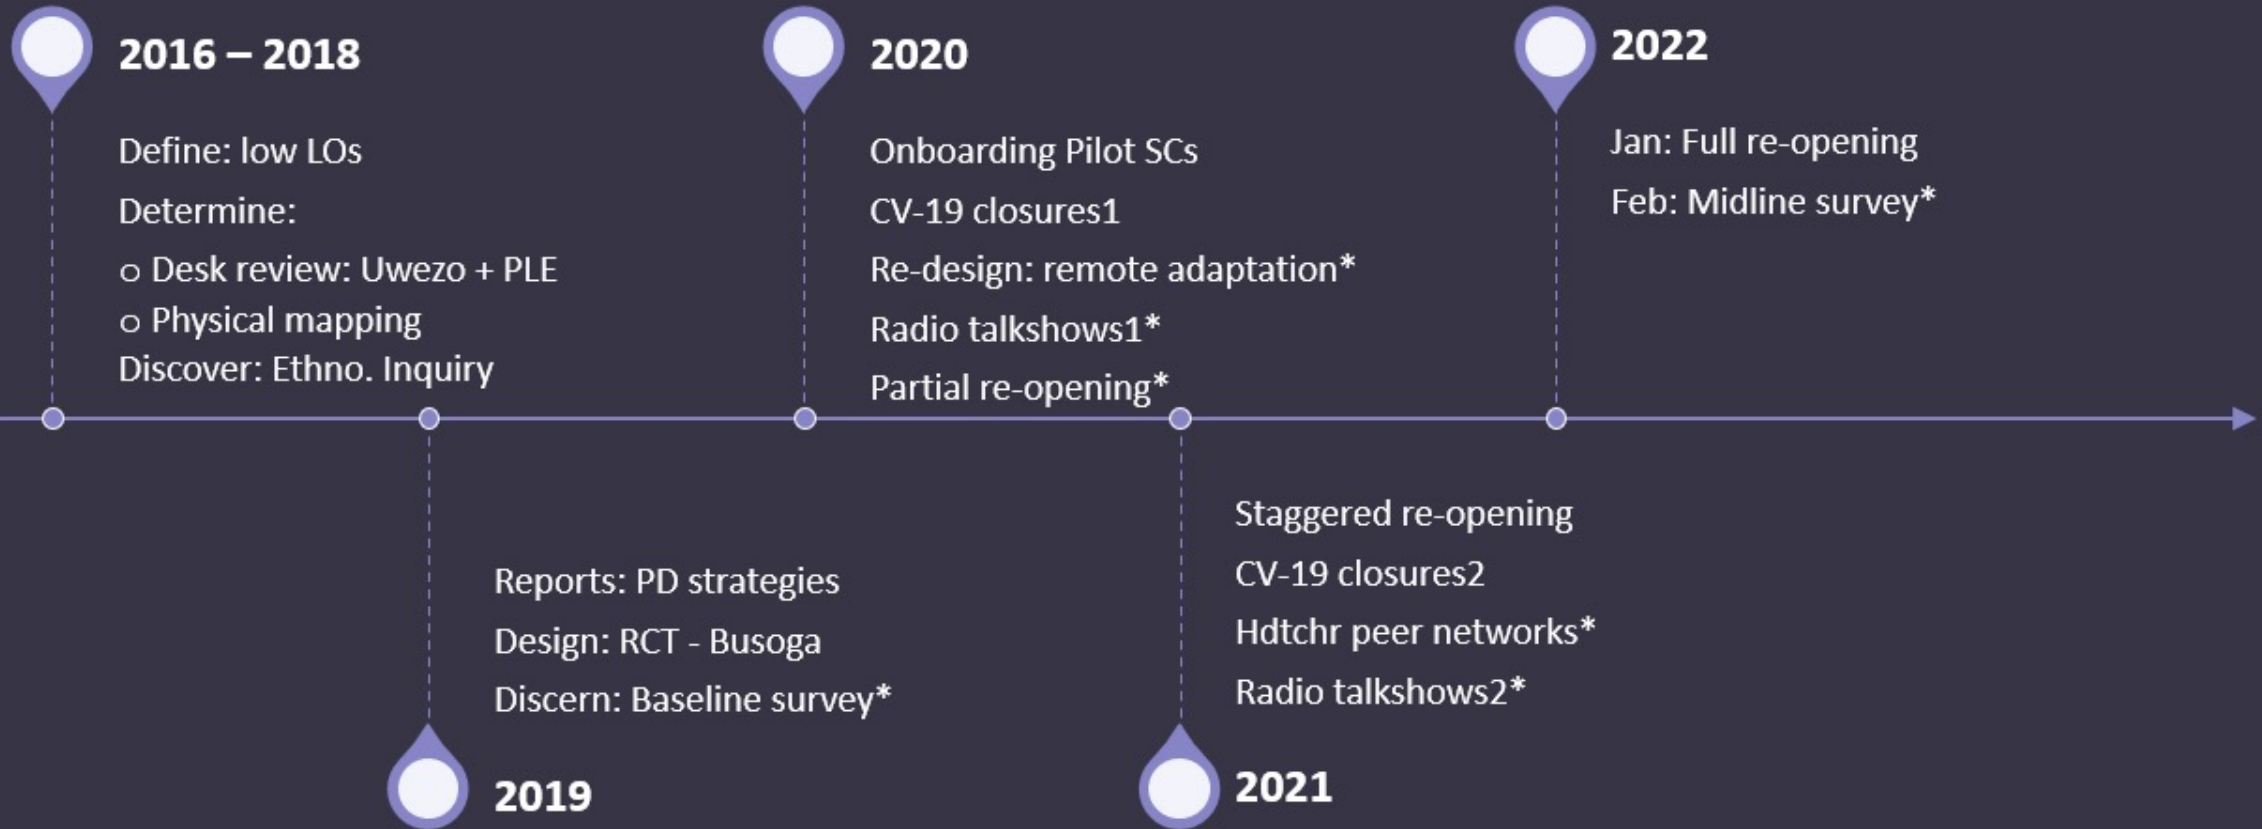 2016 – 2018
Define: low LOs
Determine:
o Desk review: Uwezo + PLE
o Physical mapping
Discover: Ethno. Inquiry
2019
Reports: PD strategies
Design: RCT - Busoga
Discern: Baseline survey*
2020
Onboarding Pilot SCs
CV-19 closures1
Re-design: remote adaptation*
Radio talkshows1*
Partial re-opening*
2021
Staggered re-opening
CV-19 closures2
Hdtchr peer networks*
Radio talkshows2*
2022
Jan: Full re-opening
Feb: Midline survey*